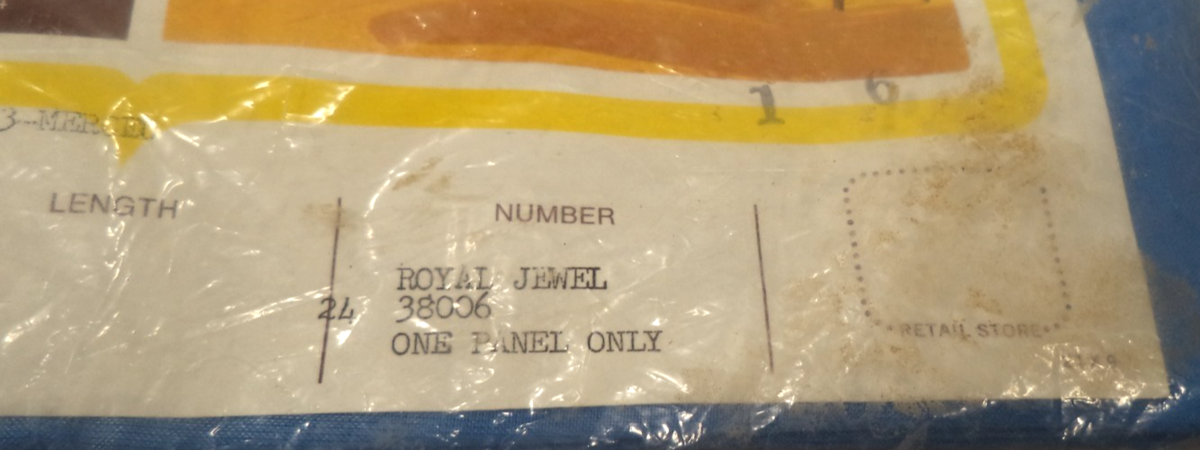 1 6
LENGTH
NUMBER
ROYAL JEWEL
24 38006
ONE PANEL ONLY
RETAIL STORE